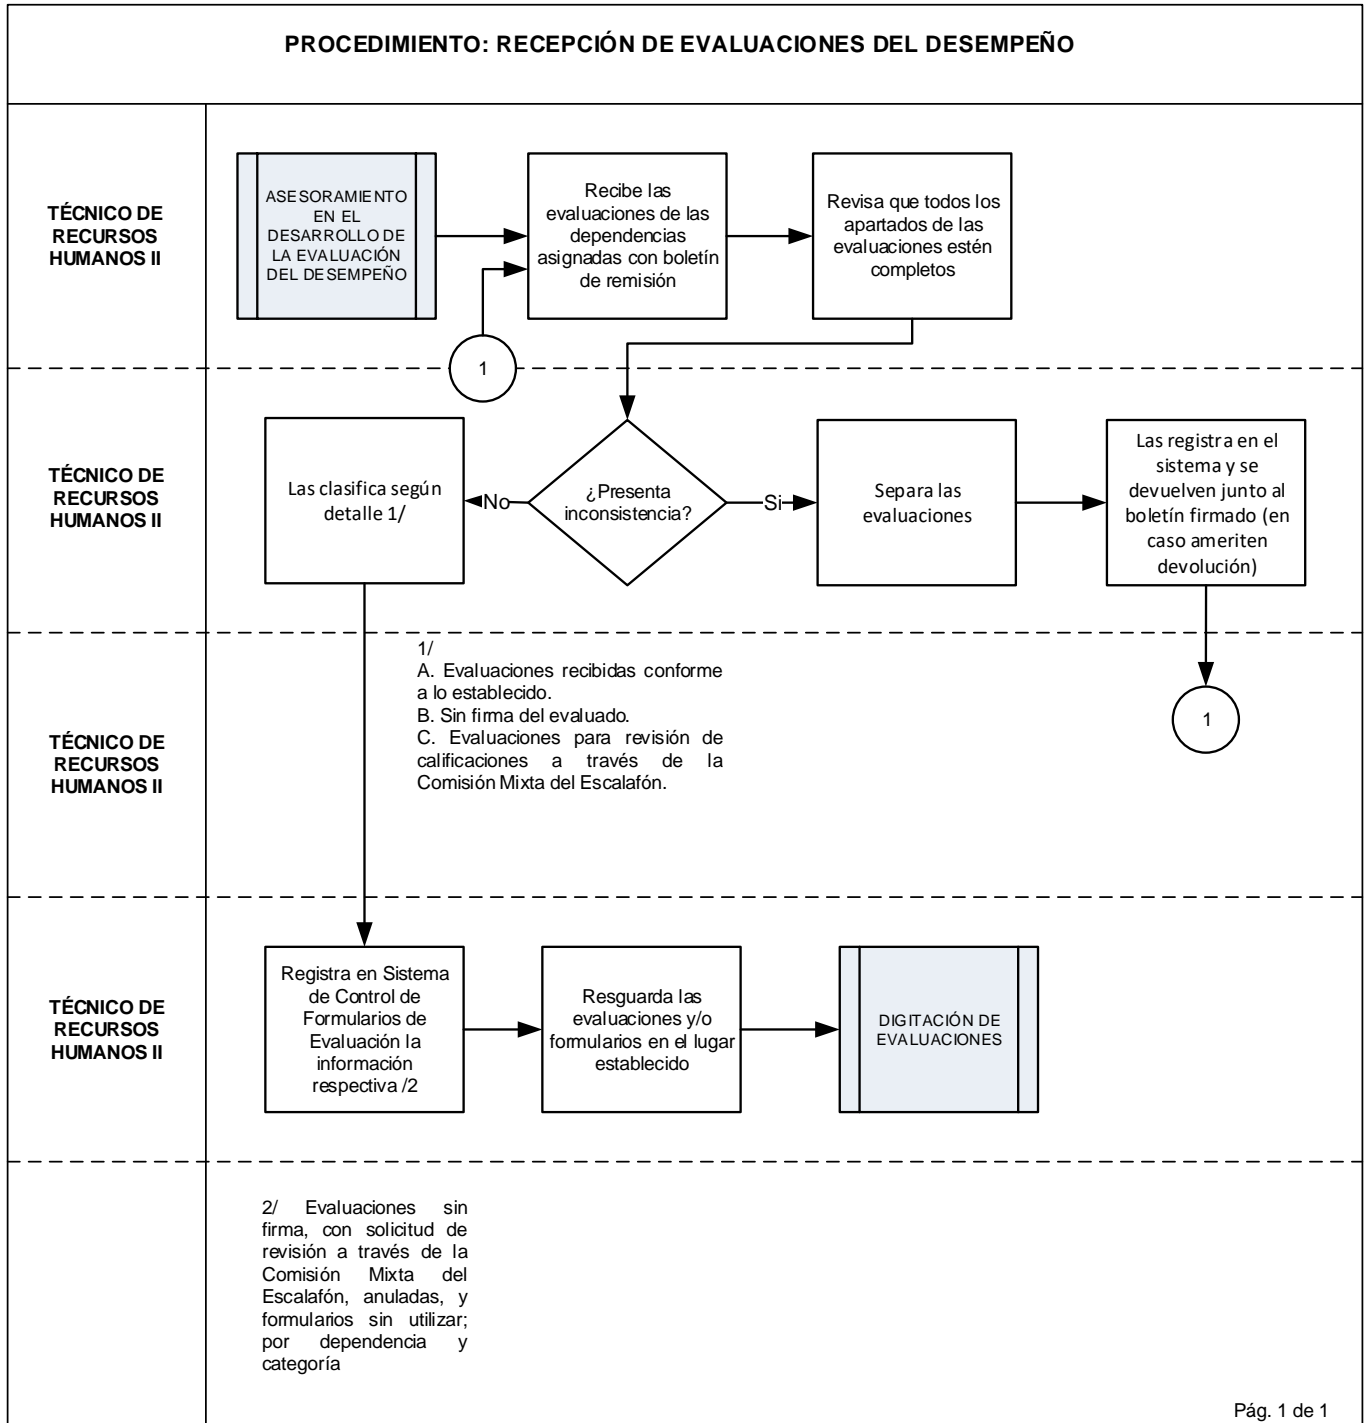 PROCEDIMIENTO: RECEPCIÓN DE EVALUACIONES DEL DESEMPEÑO
TÉCNICO DE
RECURSOS
HUMANOS II
ASESORAMIENTO
EN EL
DESARROLLO DE
LA EVALUACIÓN
DEL DESEMPEÑO
Recibe las
evaluaciones de las
dependencias
asignadas con boletín
de remisión
Revisa que todos los
apartados de las
evaluaciones estén
completos
1
TÉCNICO DE
RECURSOS
HUMANOS II
Las clasifica según
detalle 1/
No
¿Presenta
inconsistencia?
Si
Separa las
evaluaciones
Las registra en el
sistema y se
devuelven junto al
boletín firmado (en
caso ameriten
devolución)
TÉCNICO DE
RECURSOS
HUMANOS II
1/
A. Evaluaciones recibidas conforme
a lo establecido.
B. Sin firma del evaluado.
C. Evaluaciones para revisión de
calificaciones a través de la
Comisión Mixta del Escalafón.
1
TÉCNICO DE
RECURSOS
HUMANOS II
Registra en Sistema
de Control de
Formularios de
Evaluación la
información
respectiva /2
Resguarda las
evaluaciones y/o
formularios en el lugar
establecido
DIGITACIÓN DE
EVALUACIONES
2/ Evaluaciones sin
firma, con solicitud de
revisión a través de la
Comisión Mixta del
Escalafón, anuladas, y
formularios sin utilizar;
por dependencia y
categoría
Pág. 1 de 1